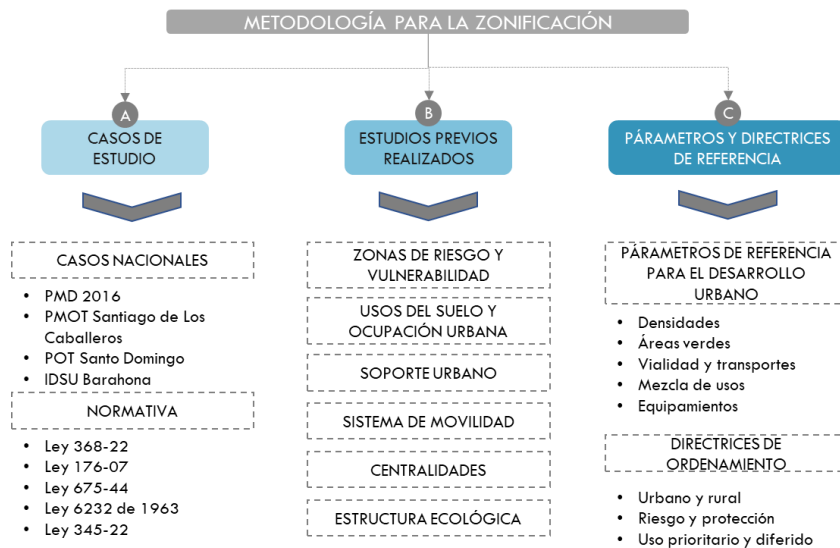 METODOLOGÍA PARA LA ZONIFICACIÓN
A
CASOS DE
ESTUDIO
CASOS NACIONALES
• PMD 2016
• PMOT Santiago de Los
Caballeros
• POT Santo Domingo
• IDSU Barahona
NORMATIVA
• Ley 368-22
• Ley 176-07
• Ley 675-44
• Ley 6232 de 1963
• Ley 345-22
B
ESTUDIOS PREVIOS
REALIZADOS
ZONAS DE RIESGO Y
VULNERABILIDAD
USOS DEL SUELO Y
OCUPACIÓN URBANA
SOPORTE URBANO
SISTEMA DE MOVILIDAD
CENTRALIDADES
ESTRUCTURA ECOLÓGICA
C
PÁRAMETROS Y DIRECTRICES
DE REFERENCIA
PÁRAMETROS DE REFERENCIA
PARA EL DESARROLLO
URBANO
• Densidades
• Áreas verdes
• Vialidad y transportes
• Mezcla de usos
• Equipamientos
DIRECTRICES DE
ORDENAMIENTO
• Urbano y rural
• Riesgo y protección
• Uso prioritario y diferido